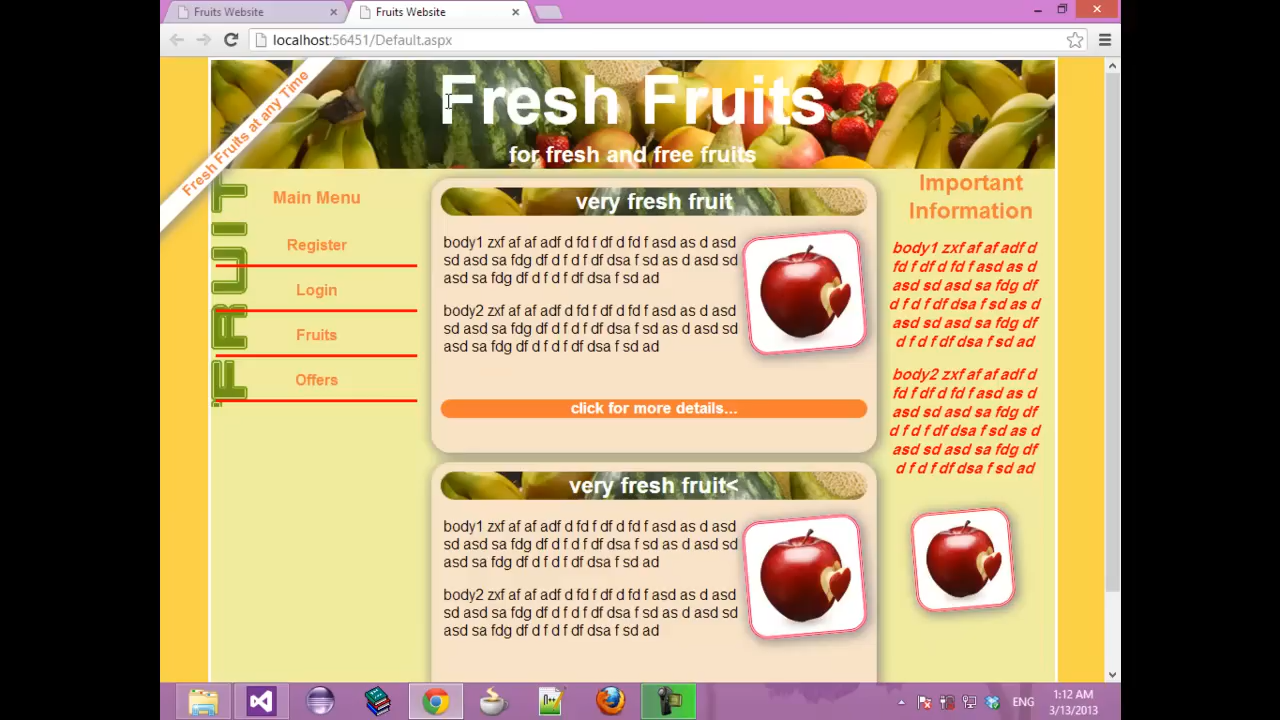 Fruits Website
Fruits Website
localhost:56451/Default.aspx
Fresh Fruits at any Time
Fresh Fruits
for fresh and free fruits
FRUIT
Main Menu
Register
Login
Fruits
Offers
very fresh fruit
body1 zxf af af adf d fd f df d fd f asd as d asd
sd asd sa fdg df d f d f df dsa f sd as d asd sd
asd sa fdg df d f d f df dsa f sd ad
body2 zxf af af adf d fd f df d fd f asd as d asd
sd asd sa fdg df d f d f df dsa f sd as d asd sd
asd sa fdg df d f d f df dsa f sd ad
click for more details...
very fresh fruit<
body1 zxf af af adf d fd f df d fd f asd as d asd
sd asd sa fdg df d f d f df dsa f sd as d asd sd
asd sa fdg df d f d f df dsa f sd ad
body2 zxf af af adf d fd f df d fd f asd as d asd
sd asd sa fdg df d f d f df dsa f sd as d asd sd
asd sa fdg df d f d f df dsa f sd ad
Important
Information
body1 zxf af af adf d
fd f df d fd f asd as d
asd sd asd sa fdg df
d f d f df dsa f sd as d
asd sd asd sa fdg df
d f d f df dsa f sd ad
body2 zxf af af adf d
fd f df d fd f asd as d
asd sd asd sa fdg df
d f d f df dsa f sd as d
asd sd asd sa fdg df
d f d f df dsa f sd ad
ENG
1:12 AM
3/13/2013